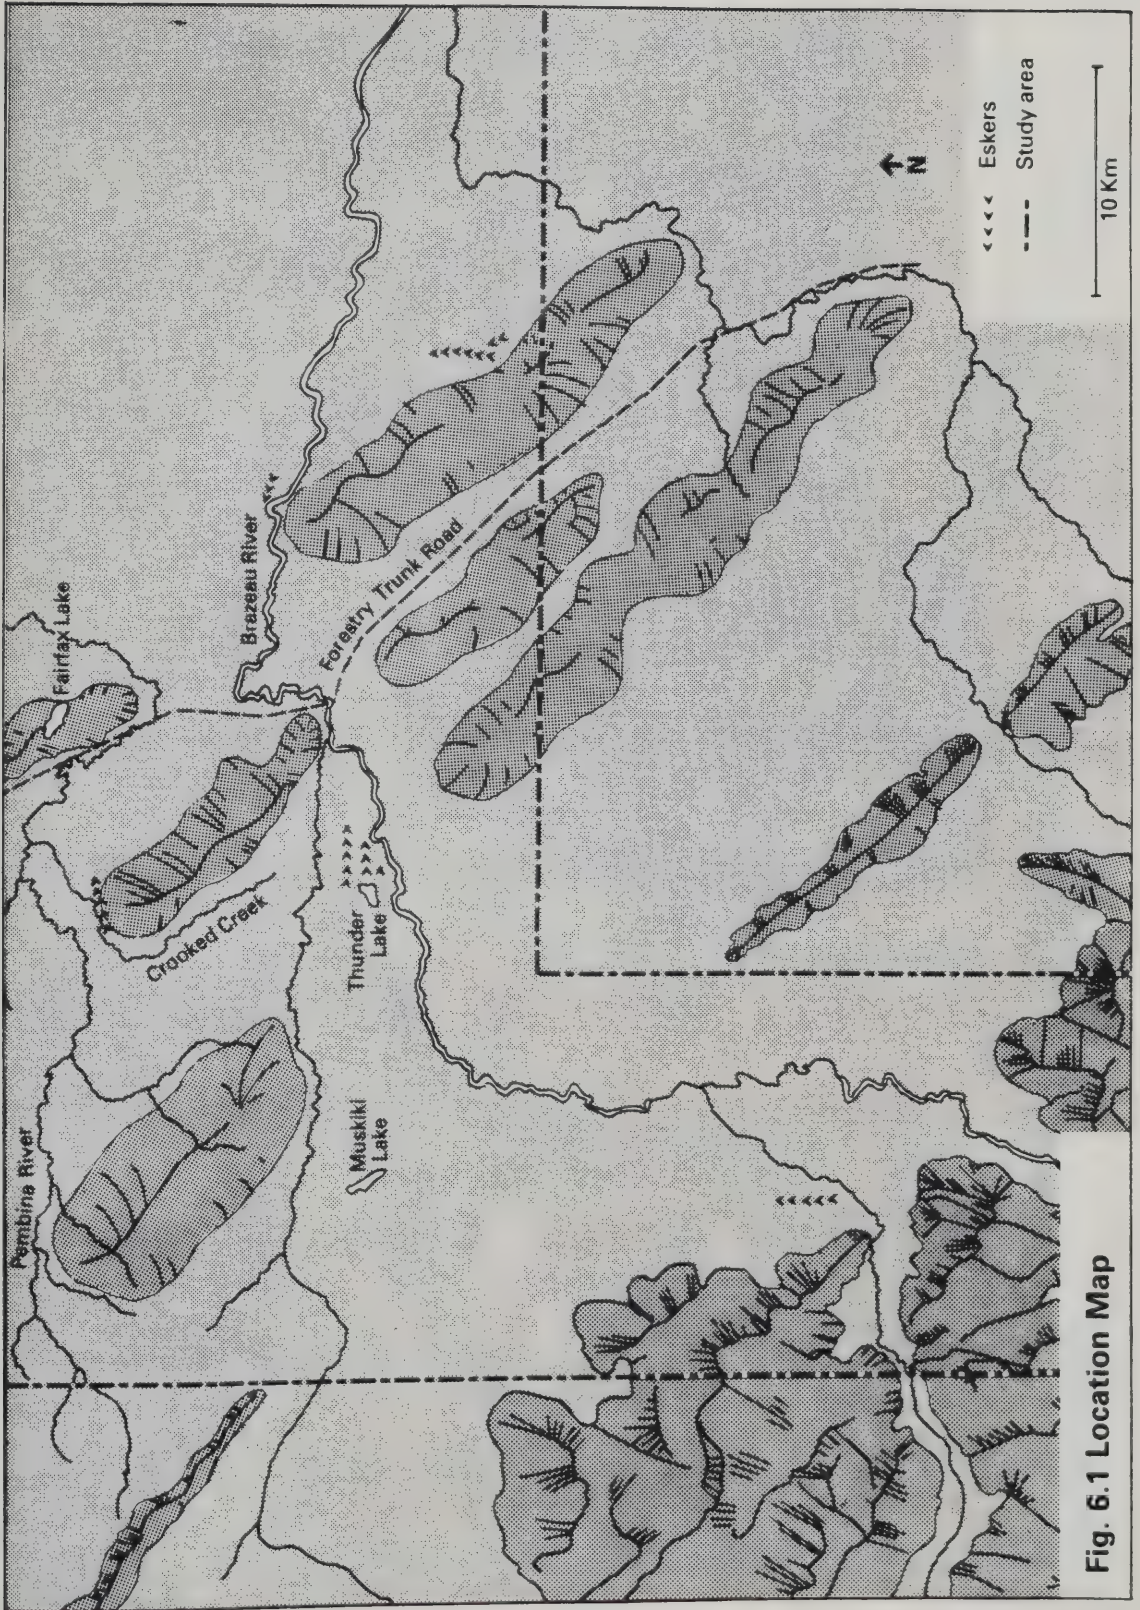 Pembina River
Fairfax Lake
Crooked Creek
Brazeau River
Forestry Trunk Road
Thunder
Lake
Muskiki
Lake
N
Eskers
Study area
10 Km
Fig. 6.1 Location Map